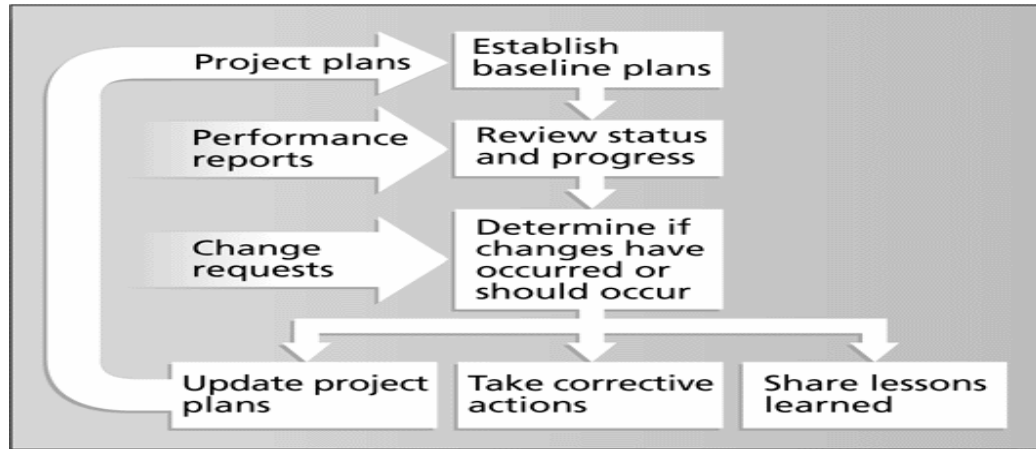 Project plans
Establish
baseline plans
Performance
reports
Review status
and progress
Change
requests
Determine if
changes have
occurred or
should occur
Update project
plans
Take corrective
actions
Share lessons
learned